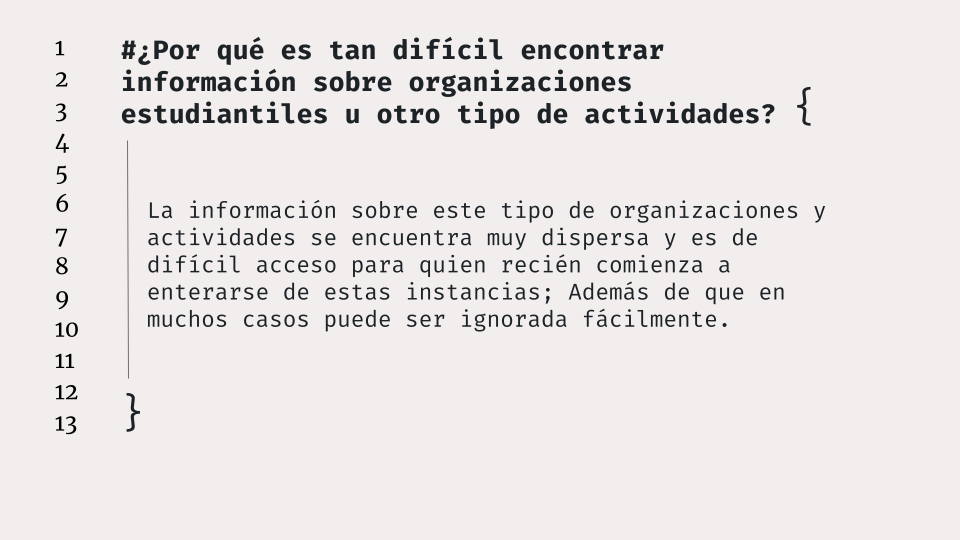 1
2
3
4
5
6
7
8
9
10
11
12
13
#¿Por qué es tan difícil encontrar
información sobre organizaciones
estudiantiles u otro tipo de actividades? {
La información sobre este tipo de organizaciones y
actividades se encuentra muy dispersa y es de
difícil acceso para quien recién comienza a
enterarse de estas instancias; Además de que en
muchos casos puede ser ignorada fácilmente.
}